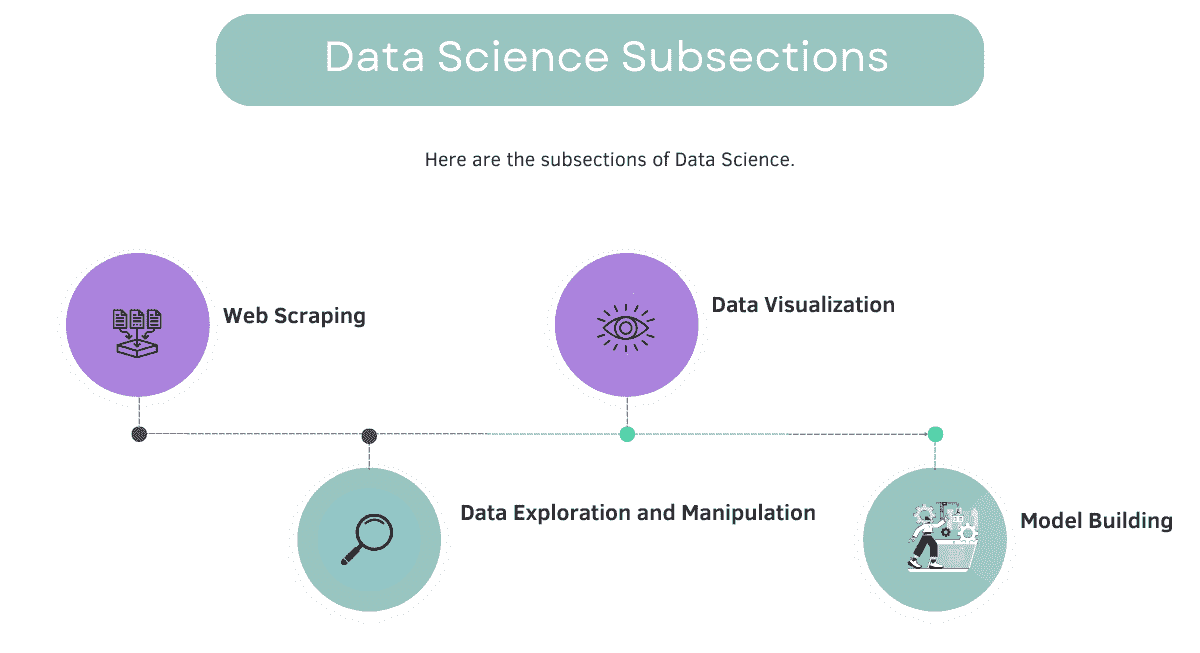 Data Science Subsections
Here are the subsections of Data Science.
Web Scraping
Data Visualization
Data Exploration and Manipulation
Model Building